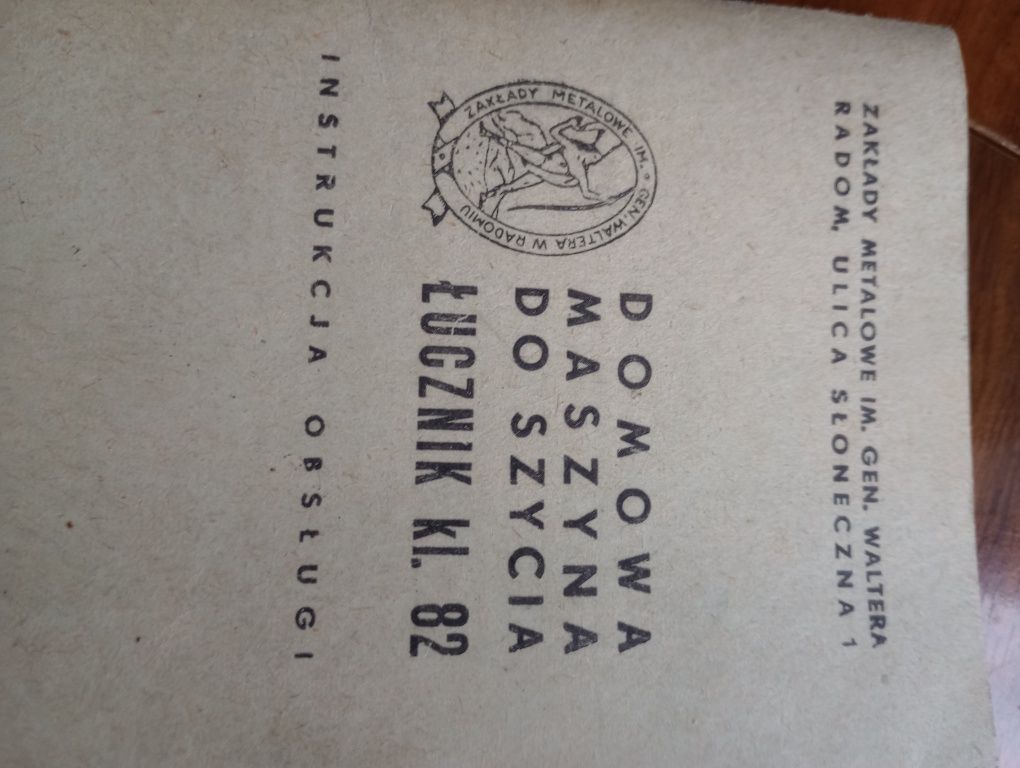 ZAKŁADY METALOWE IM. GEN. WALTERA
RADOM, ULICA SŁONECZNA 1
ZAKŁADY METALOWE IM. • GEN. WALTERA W RADOMIU •
DOMOWA
MASZYNA
DO SZYCIA
ŁUCZNIK kl. 82
INSTRUKCJA OBSŁUGI